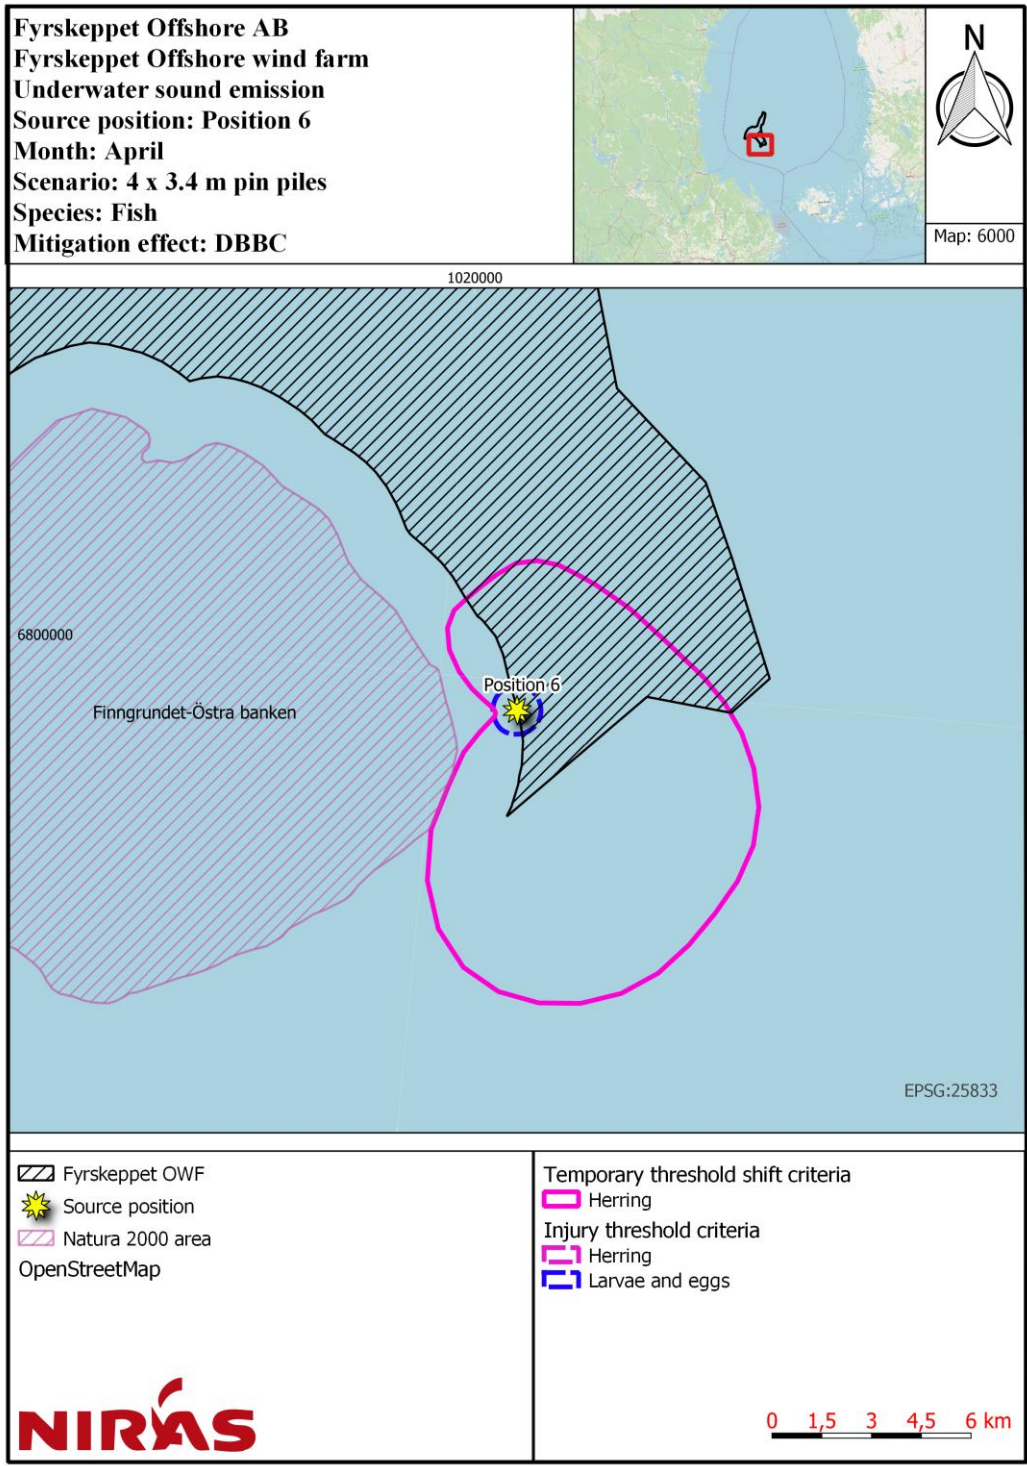 Fyrskeppet Offshore AB
Fyrskeppet Offshore wind farm
Underwater sound emission
Source position: Position 6
Month: April
Scenario: 4 x 3.4 m pin piles
Species: Fish
Mitigation effect: DBBC
N
Map: 6000
1020000
6800000
Position 6
Finngrundet-Östra banken
EPSG:25833
Fyrskeppet OWF
Source position
Natura 2000 area
OpenStreetMap
Temporary threshold shift criteria
Herring
Injury threshold criteria
Herring
Larvae and eggs
NIRAS
0 1,5 3 4,5 6 km